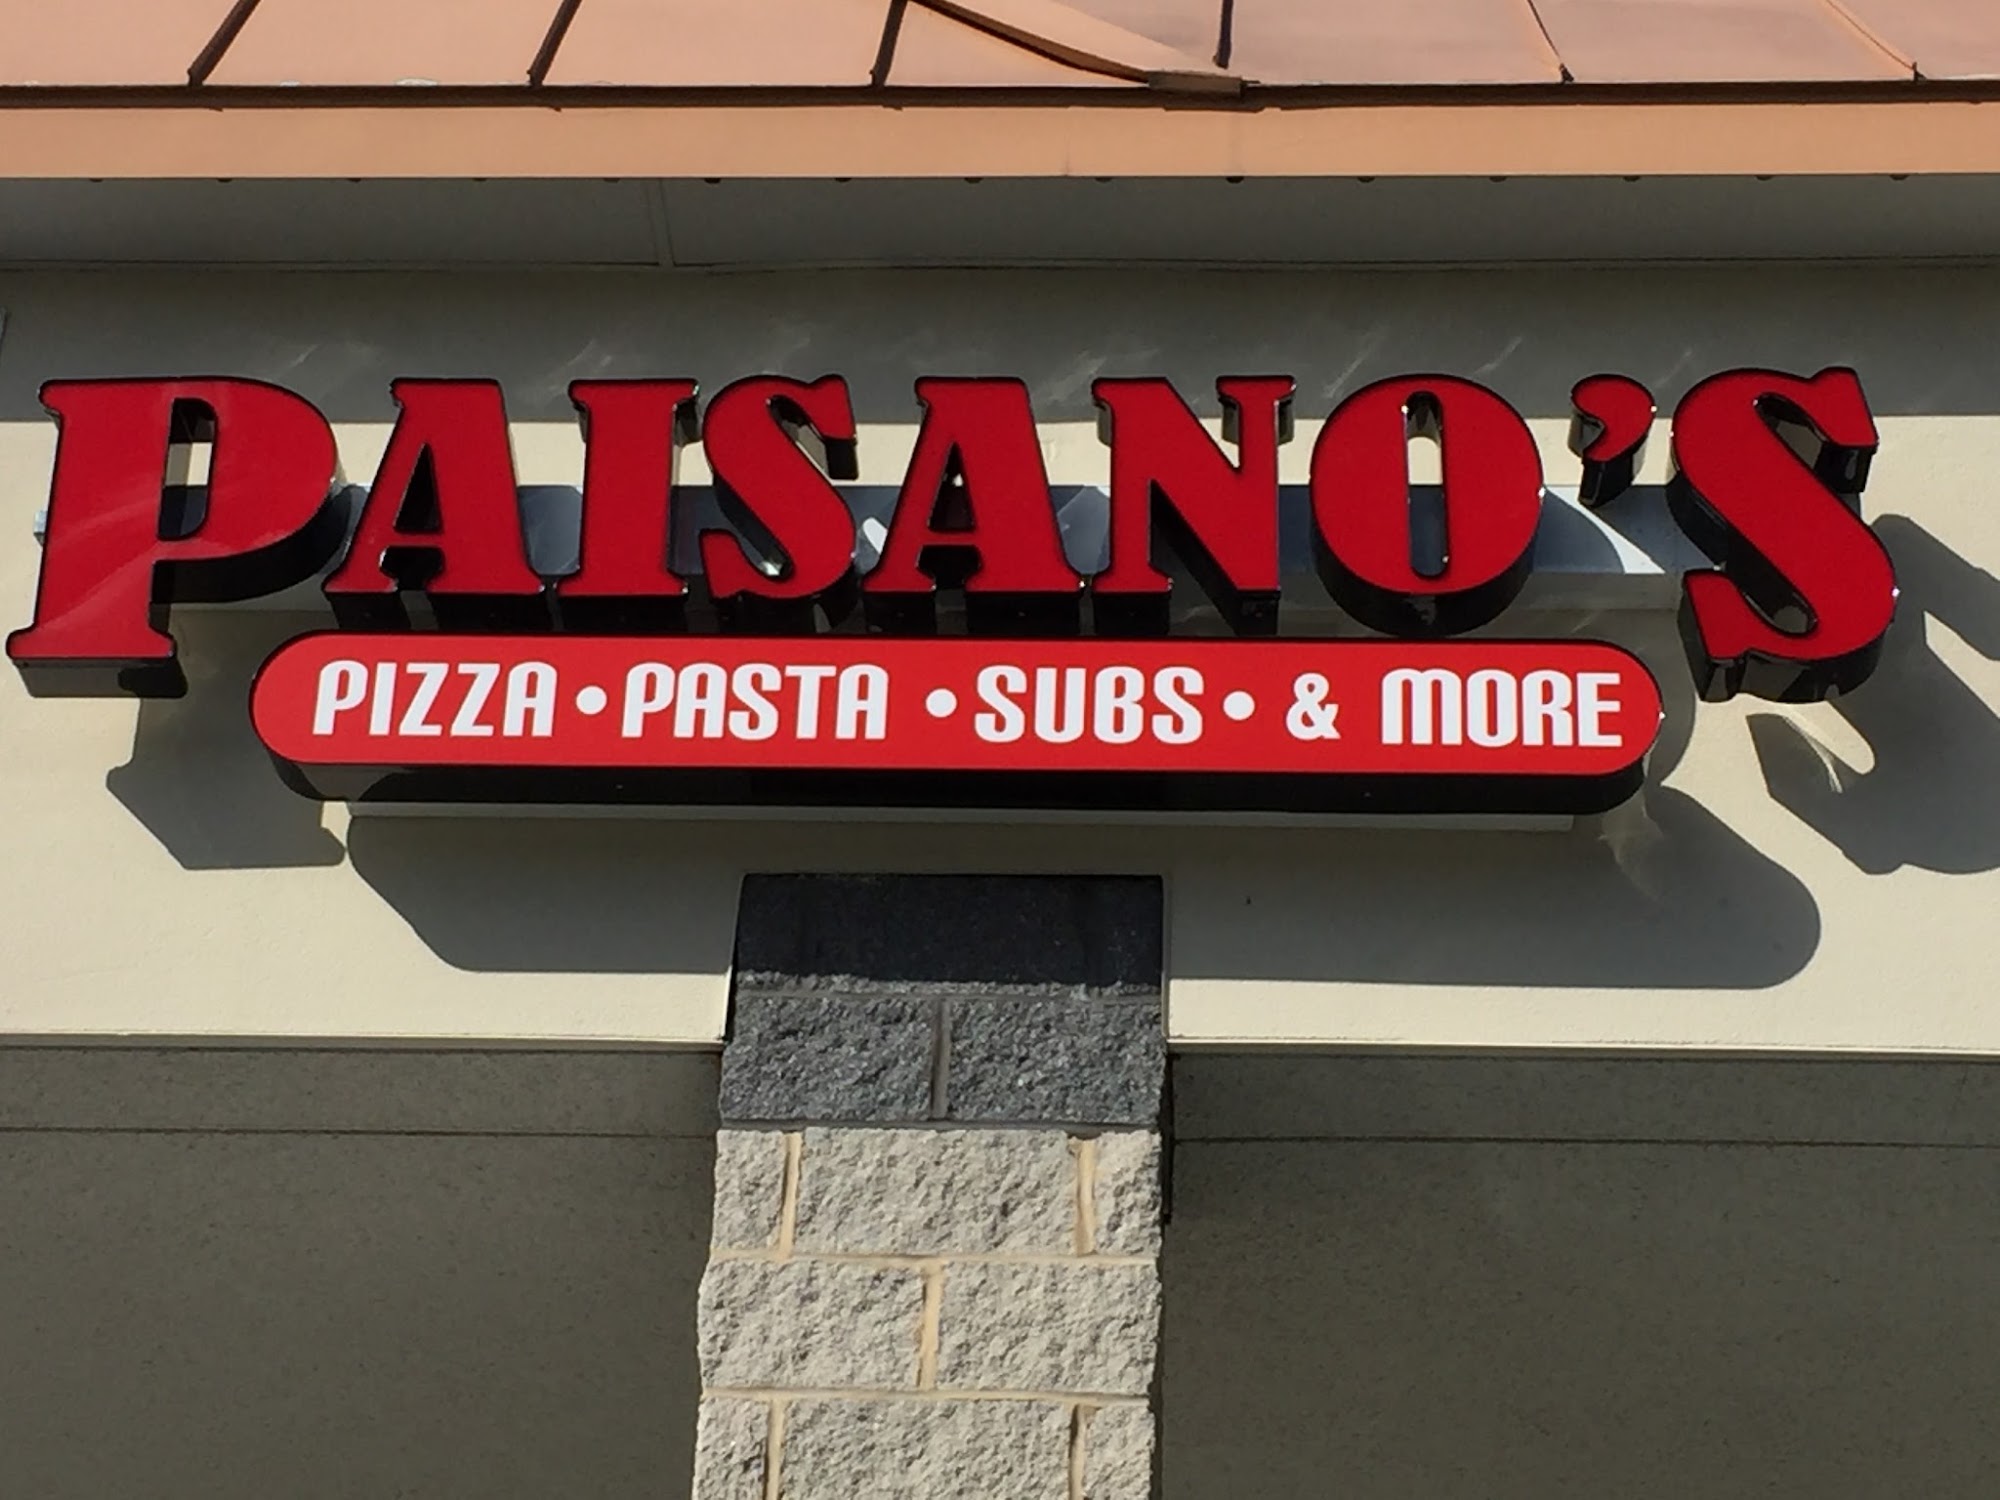 PAISANO'S
PIZZA • PASTA • SUBS • & MORE